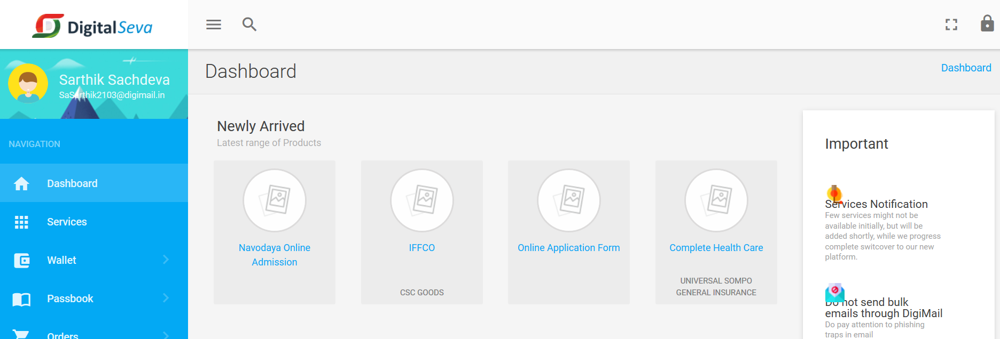 DigitalSeva
Sarthik Sachdeva
SaSarthik2103@digimail.in
NAVIGATION
Dashboard
Services
Wallet
Passbook
Orders
Dashboard
Dashboard
Newly Arrived
Latest range of Products
Navodaya Online
Admission
IFFCO
CSC GOODS
Online Application Form
Complete Health Care
UNIVERSAL SOMPO
GENERAL INSURANCE
Important
Services Notification
Few services might not be
available initially, but will be
added shortly, while we progress
complete switcover to our new
platform.
Do not send bulk
emails through DigiMail
Do pay attention to phishing
traps in email